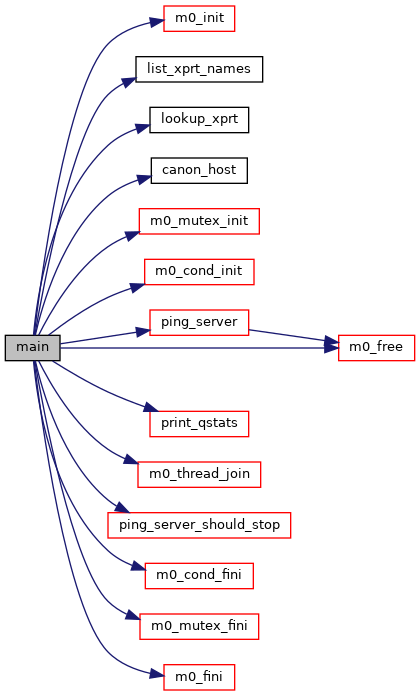 m0_init
list_xprt_names
lookup_xprt
canon_host
m0_mutex_init
m0_cond_init
ping_server
main
m0_free
print_qstats
m0_thread_join
ping_server_should_stop
m0_cond_fini
m0_mutex_fini
m0_fini